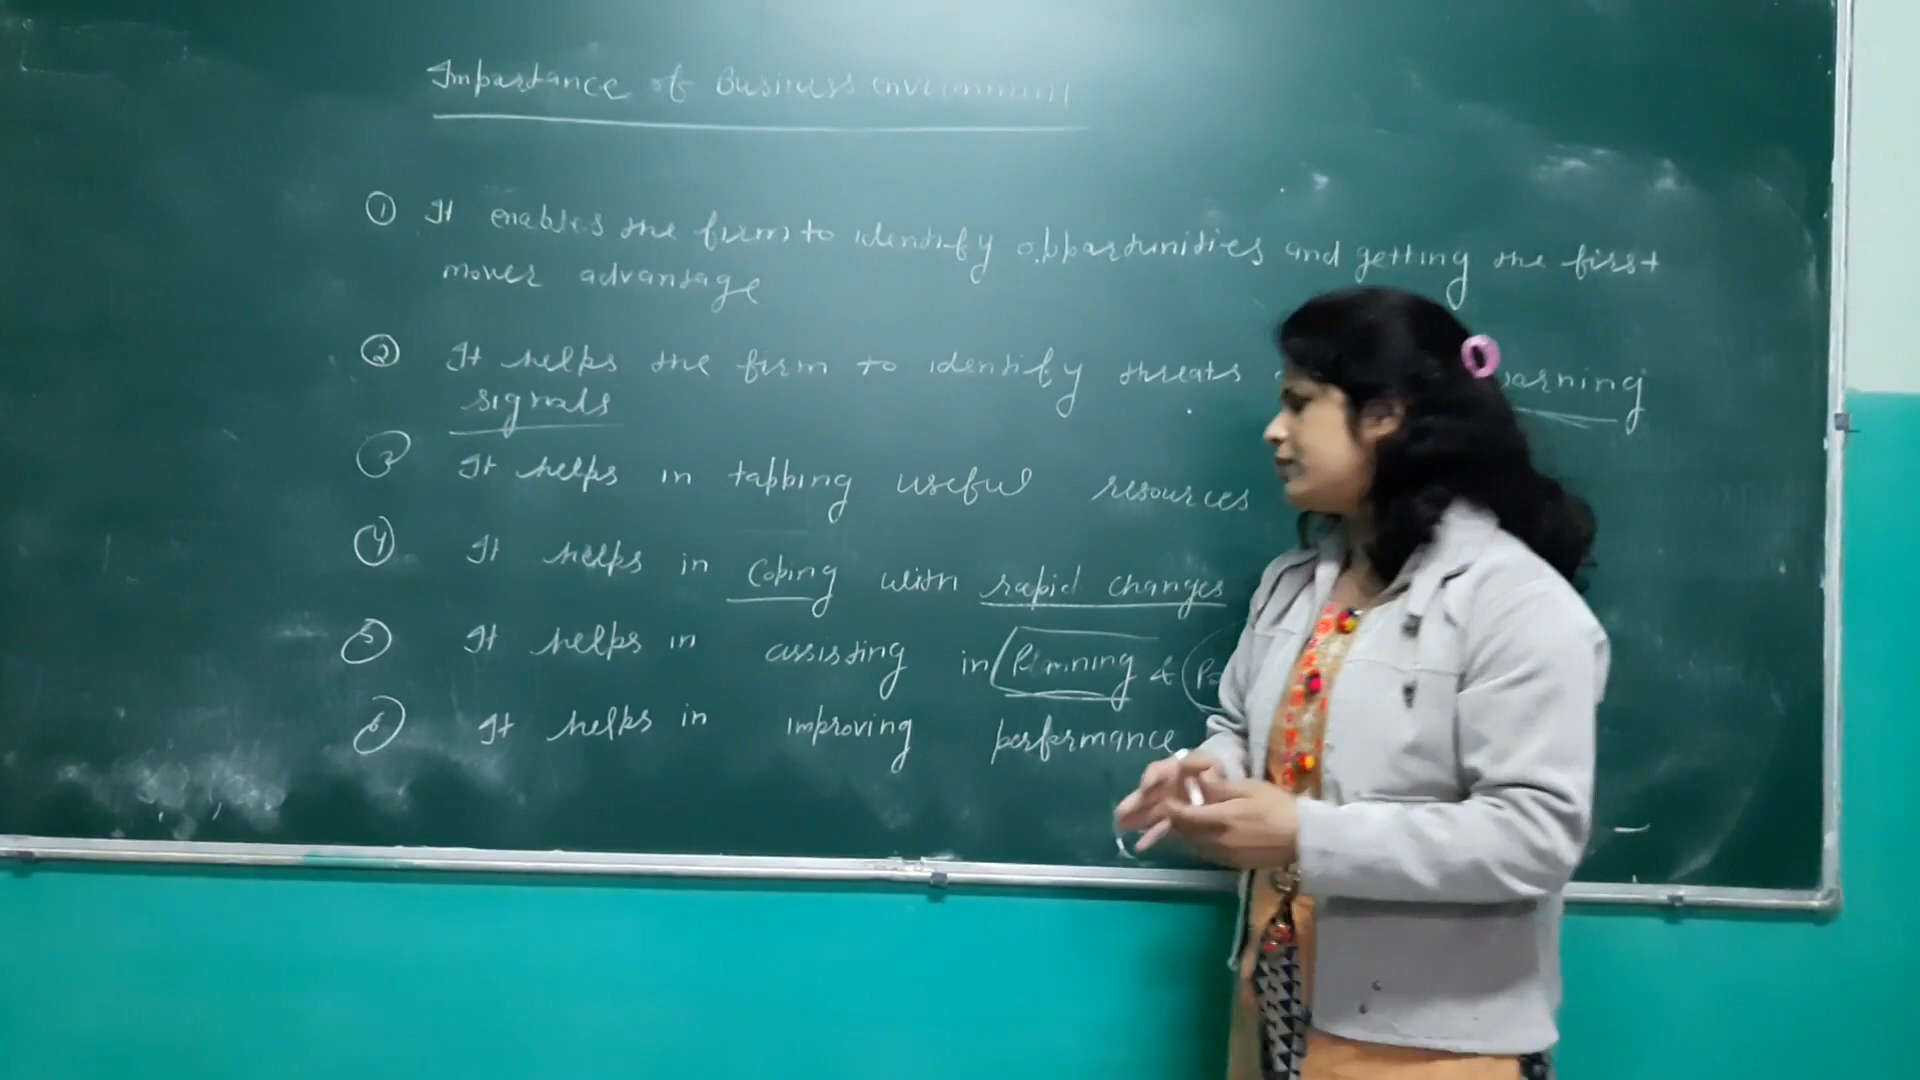 Importance of Business environment
① It enables the firm to identify opportunities and getting the first
mover advantage
② It helps the firm to identify threats warning
signals
③ It helps in tapping useful resources
④ It helps in coping with rapid changes
⑤ It helps in assisting in Planning &
⑥ It helps in improving performance